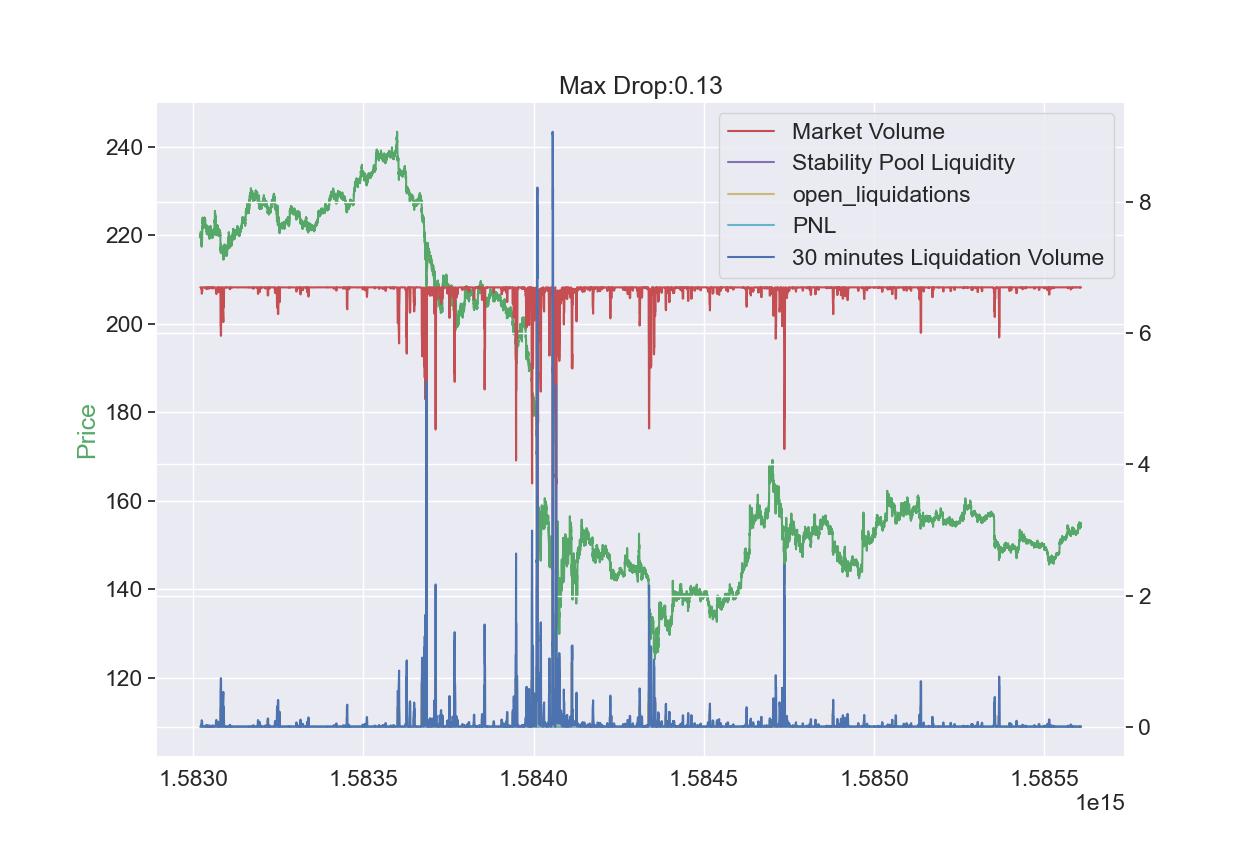 Max Drop:0.13
Market Volume
Stability Pool Liquidity
open_liquidations
PNL
30 minutes Liquidation Volume
Price
240
220
200
180
160
140
120
8
6
4
2
0
1.5830 1.5835 1.5840 1.5845 1.5850 1.5855
1e15